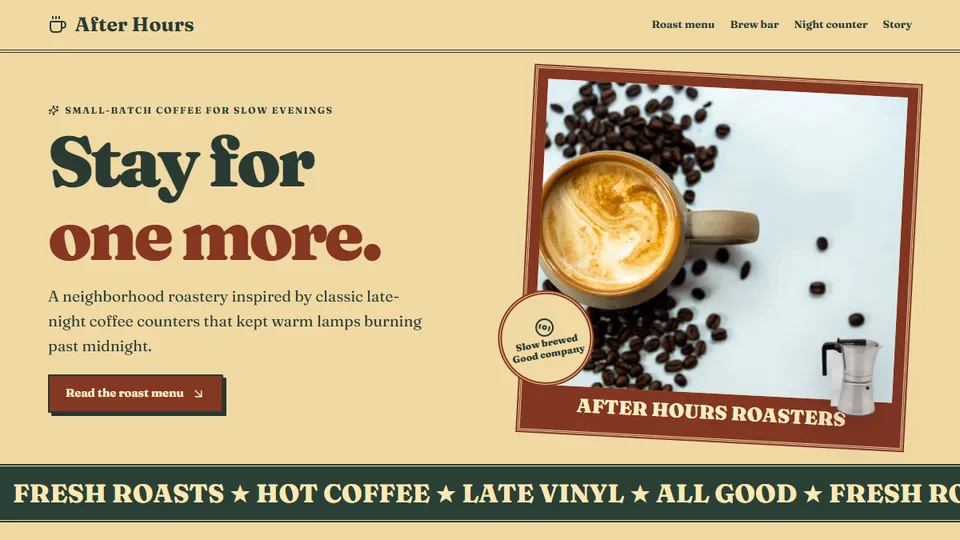 After Hours
Roast menu
Brew bar
Night counter
Story
SMALL-BATCH COFFEE FOR SLOW EVENINGS
Stay for
one more.
A neighborhood roastery inspired by classic late-
night coffee counters that kept warm lamps burning
past midnight.
Read the roast menu
Slow brewed
Good company
AFTER HOURS ROASTERS
FRESH ROASTS ★ HOT COFFEE ★ LATE VINYL ★ ALL GOOD ★ FRESH RO